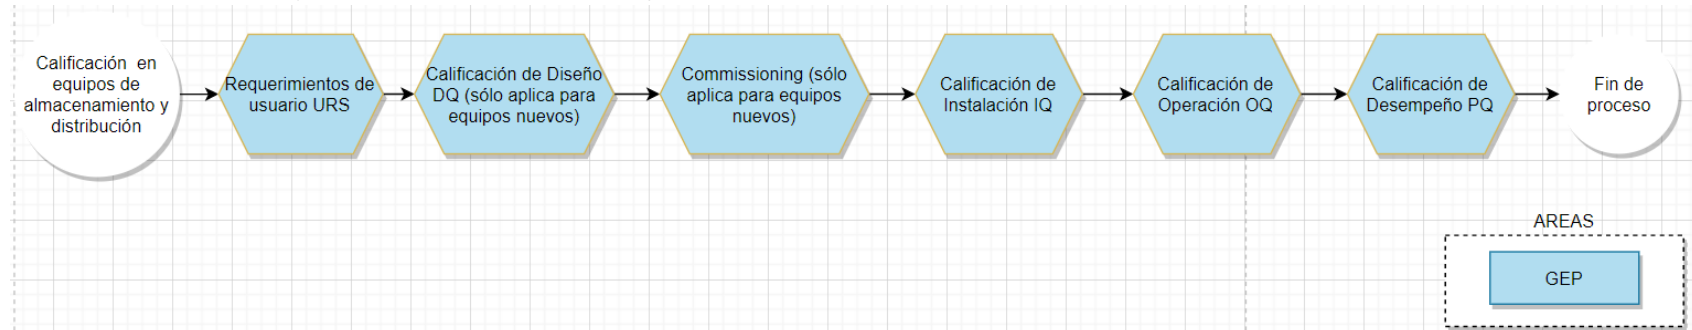 Calificación en
equipos de
almacenamiento y
distribución
Requerimientos de
usuario URS
Calificación de Diseño
DQ (sólo aplica para
equipos nuevos)
Commissioning (sólo
aplica para equipos
nuevos)
Calificación de
Instalación IQ
Calificación de
Operación OQ
Calificación de
Desempeño PQ
Fin de
proceso
AREAS
GEP